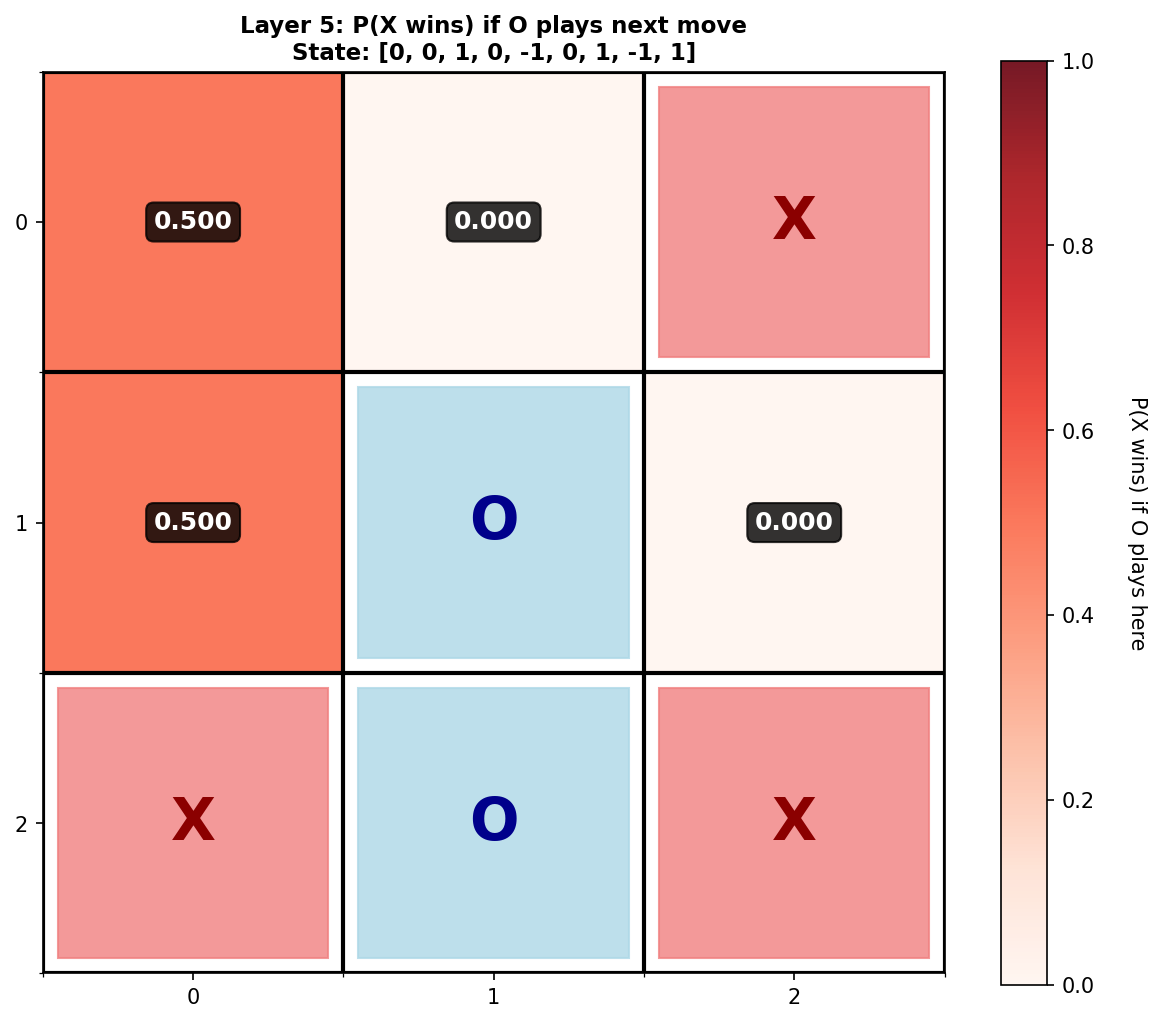 Layer 5: P(X wins) if O plays next move
State: [0, 0, 1, 0, -1, 0, 1, -1, 1]
1.0
0.8
0.6
0.4
0.2
0.0
P(X wins) if O plays here
0
0.500
0.000
X
1
0.500
O
0.000
2
X
O
X
0
1
2